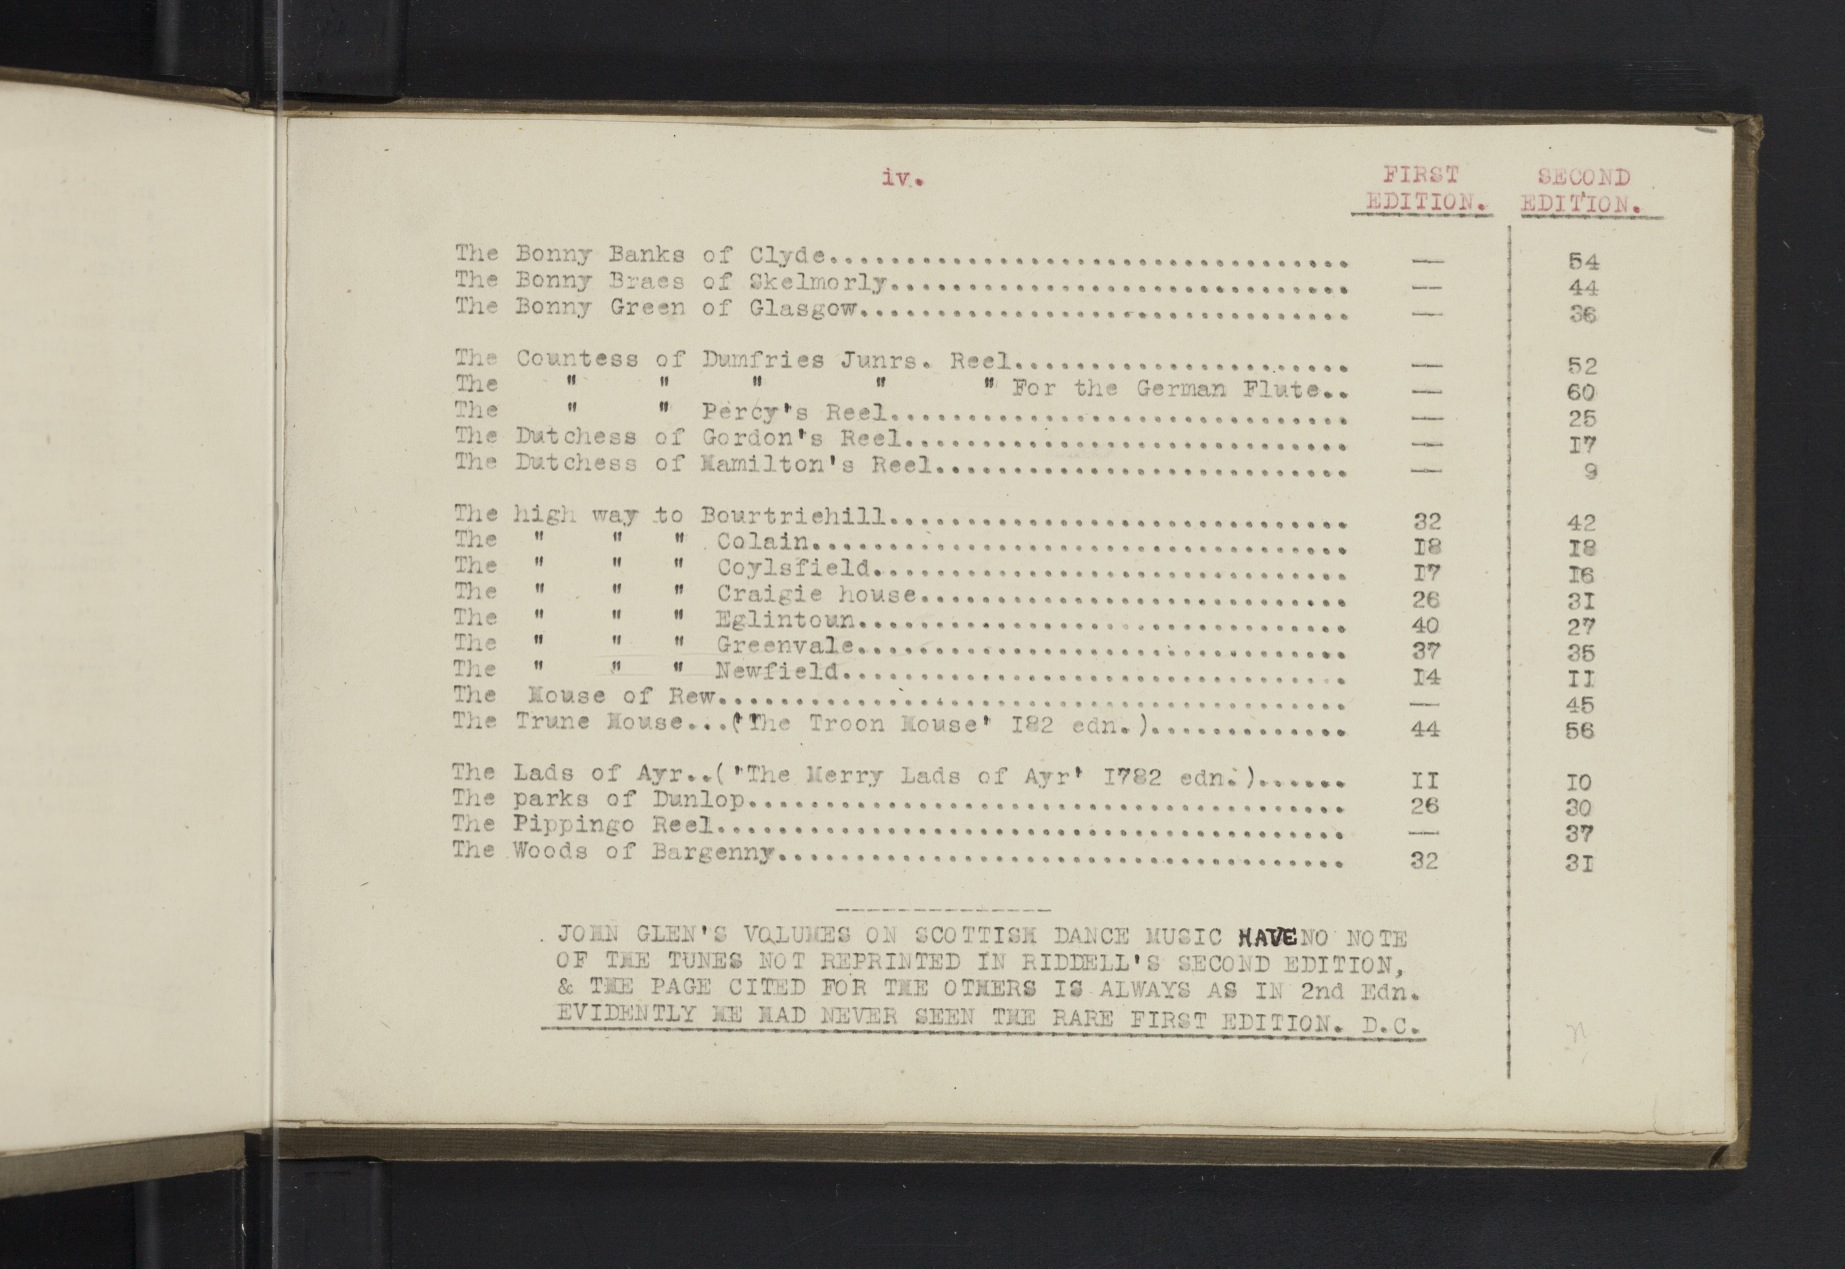 iv.
FIRST EDITION.
SECOND EDITION.
The Bonny Banks of Clyde.................................. — 54
The Bonny Braes of Skelmorly.............................. — 44
The Bonny Green of Glasgow................................ — 36
The Countess of Dumfries Junrs. Reel...................... — 52
The " " " " " For the German Flute.. — 60
The " " Percy's Reel.............................. — 25
The Dutchess of Gordon's Reel............................. — 17
The Dutchess of Hamilton's Reel........................... — 9
The high way to Bourtriehill.............................. 32 42
The " " " Colain................................... I8 I8
The " " " Coylsfield............................... I7 I6
The " " " Craigie house............................ 26 3I
The " " " Eglintoun................................ 40 27
The " " " Greenvale................................ 37 35
The " " " Newfield................................. I4 II
The House of Rew......................................... — 45
The Trune House...('The Troon House' I82 edn.)............. 44 56
The Lads of Ayr..('The Merry Lads of Ayr' I782 edn.)...... II IO
The parks of Dunlop....................................... 26 30
The Pippingo Reel......................................... — 37
The Woods of Bargenny..................................... 32 3I
JOHN GLEN'S VOLUMES ON SCOTTISH DANCE MUSIC HAVE NO NOTE
OF THE TUNES NOT REPRINTED IN RIDDELL'S SECOND EDITION,
& THE PAGE CITED FOR THE OTHERS IS ALWAYS AS IN 2nd Edn.
EVIDENTLY HE HAD NEVER SEEN THE RARE FIRST EDITION. D.C.